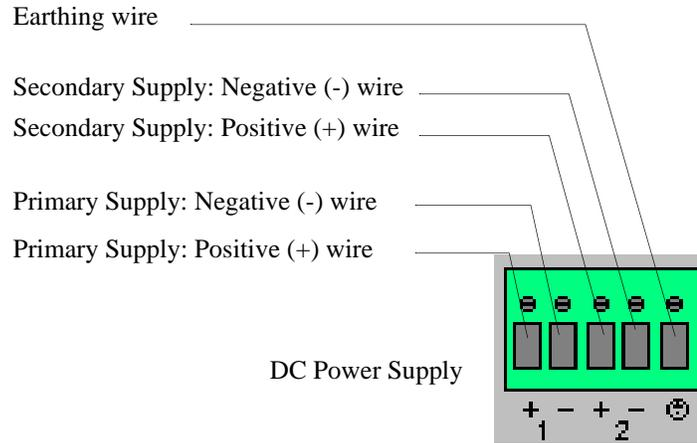 Earthing wire
Secondary Supply: Negative (-) wire
Secondary Supply: Positive (+) wire
Primary Supply: Negative (-) wire
Primary Supply: Positive (+) wire
DC Power Supply
+ - + -
1 2